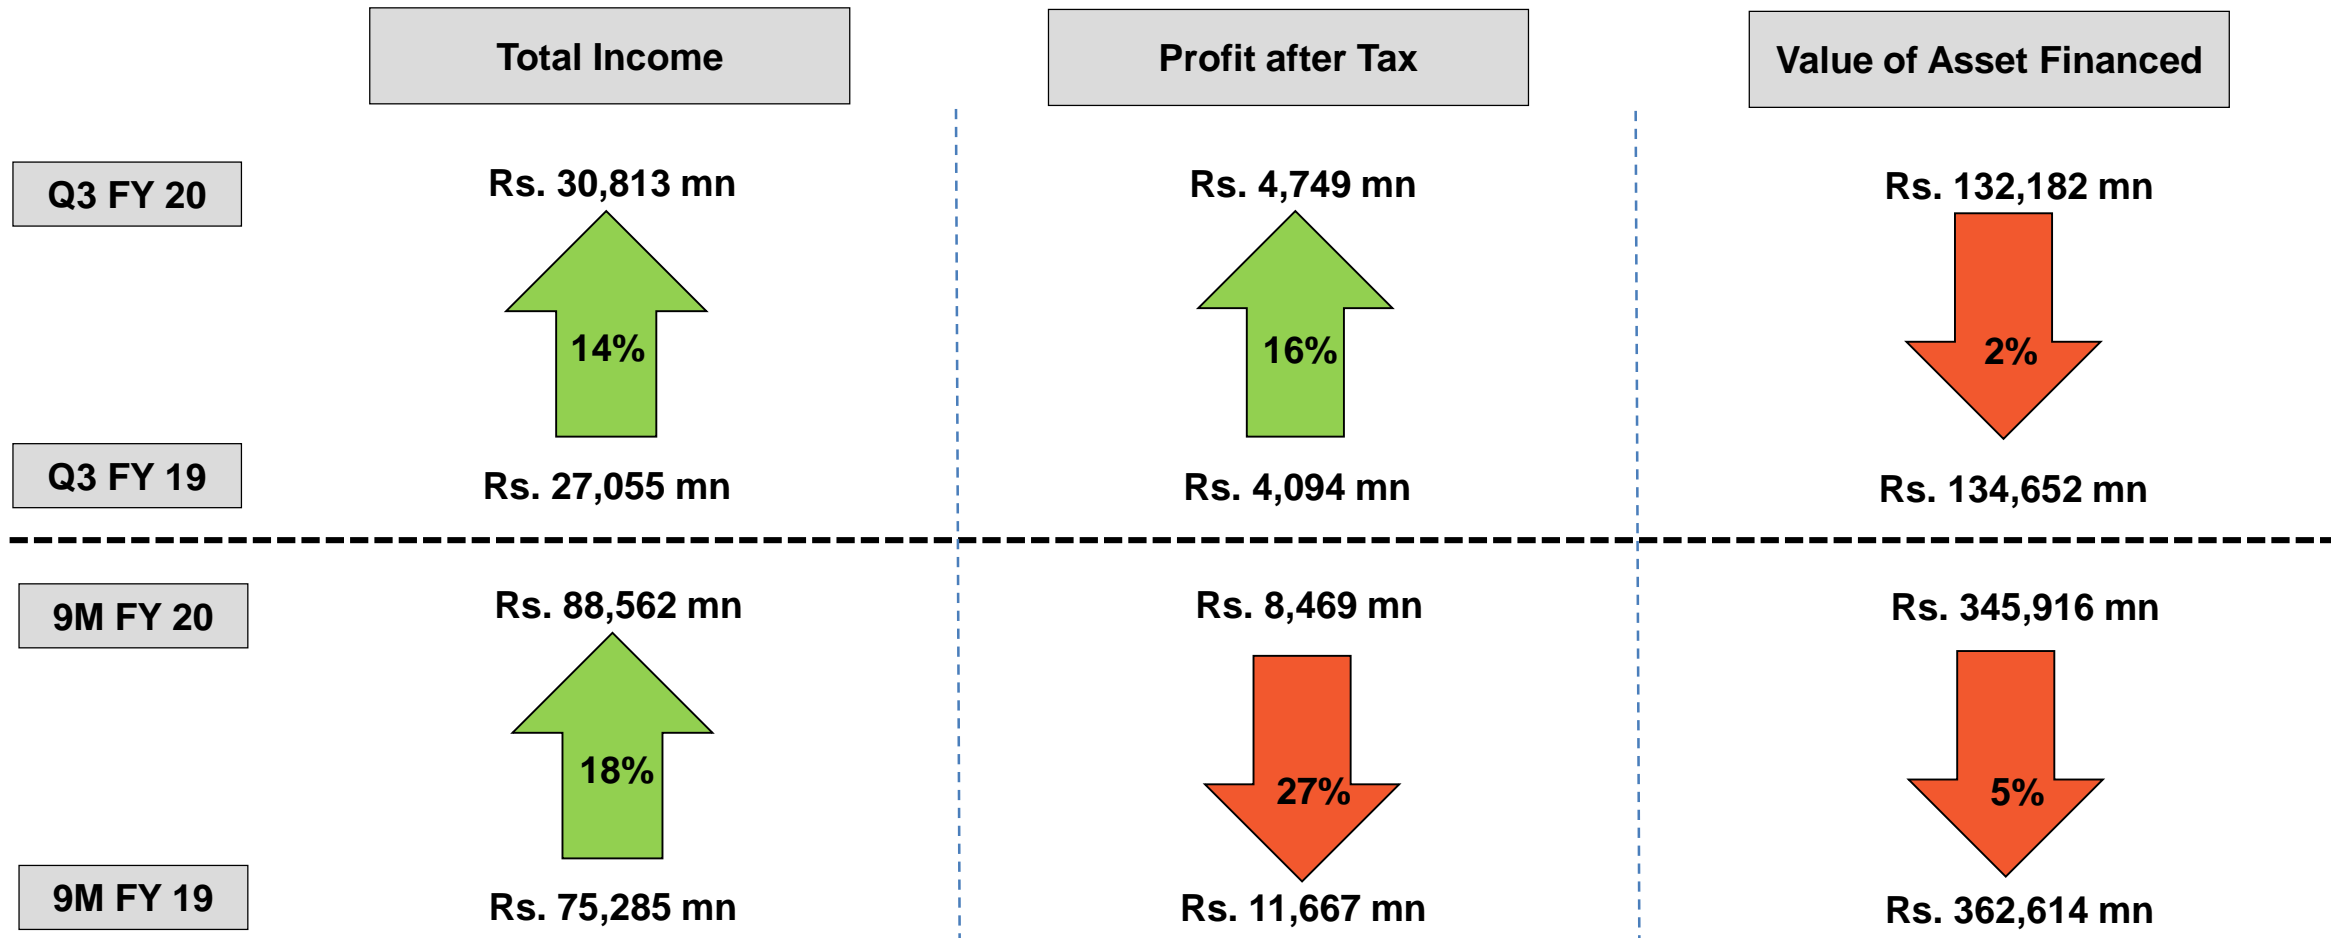 Total Income
Profit after Tax
Value of Asset Financed
Q3 FY 20
Rs. 30,813 mn
Rs. 4,749 mn
Rs. 132,182 mn
14%
16%
2%
Q3 FY 19
Rs. 27,055 mn
Rs. 4,094 mn
Rs. 134,652 mn
9M FY 20
Rs. 88,562 mn
Rs. 8,469 mn
Rs. 345,916 mn
18%
27%
5%
9M FY 19
Rs. 75,285 mn
Rs. 11,667 mn
Rs. 362,614 mn